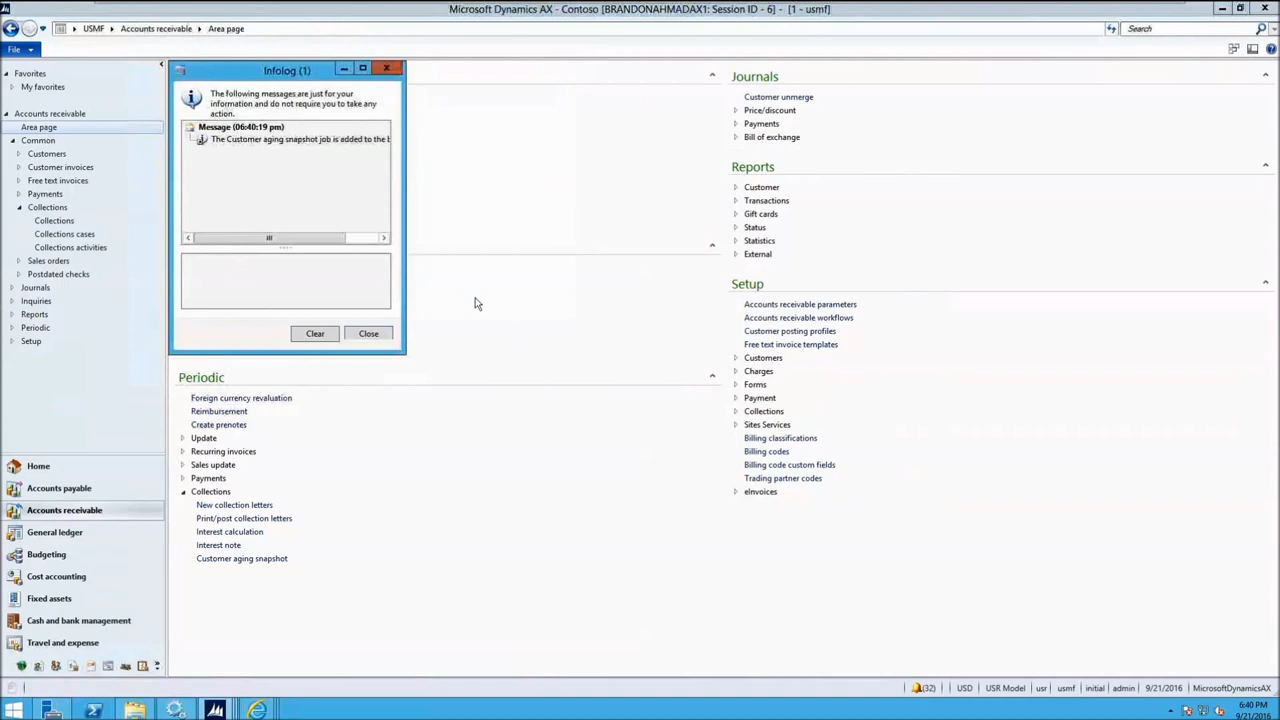 Microsoft Dynamics AX - Contoso [BRANDONAHMADAX1: Session ID - 6] - [1 - usmf]
USMF
Accounts receivable
Area page
Search
File
Favorites
My favorites
Accounts receivable
Area page
Common
Customers
Customer invoices
Free text invoices
Payments
Collections
Collections
Collections cases
Collections activities
Sales orders
Postdated checks
Journals
Inquiries
Reports
Periodic
Setup
Home
Accounts payable
Accounts receivable
General ledger
Budgeting
Cost accounting
Fixed assets
Cash and bank management
Travel and expense
Infolog (1)
The following messages are just for your
information and do not require you to take any
action.
Message (06:40:19 pm)
The Customer aging snapshot job is added to the b
Clear
Close
Periodic
Foreign currency revaluation
Reimbursement
Create prenotes
Update
Recurring invoices
Sales update
Payments
Collections
New collection letters
Print/post collection letters
Interest calculation
Interest note
Customer aging snapshot
Journals
Customer unmerge
Price/discount
Payments
Bill of exchange
Reports
Customer
Transactions
Gift cards
Status
Statistics
External
Setup
Accounts receivable parameters
Accounts receivable workflows
Customer posting profiles
Free text invoice templates
Customers
Charges
Forms
Payment
Collections
Sites Services
Billing classifications
Billing codes
Billing code custom fields
Trading partner codes
eInvoices
(32)
USD
USR Model
usr
usmf
initial
admin
9/21/2016
MicrosoftDynamicsAX
6:40 PM
9/21/2016